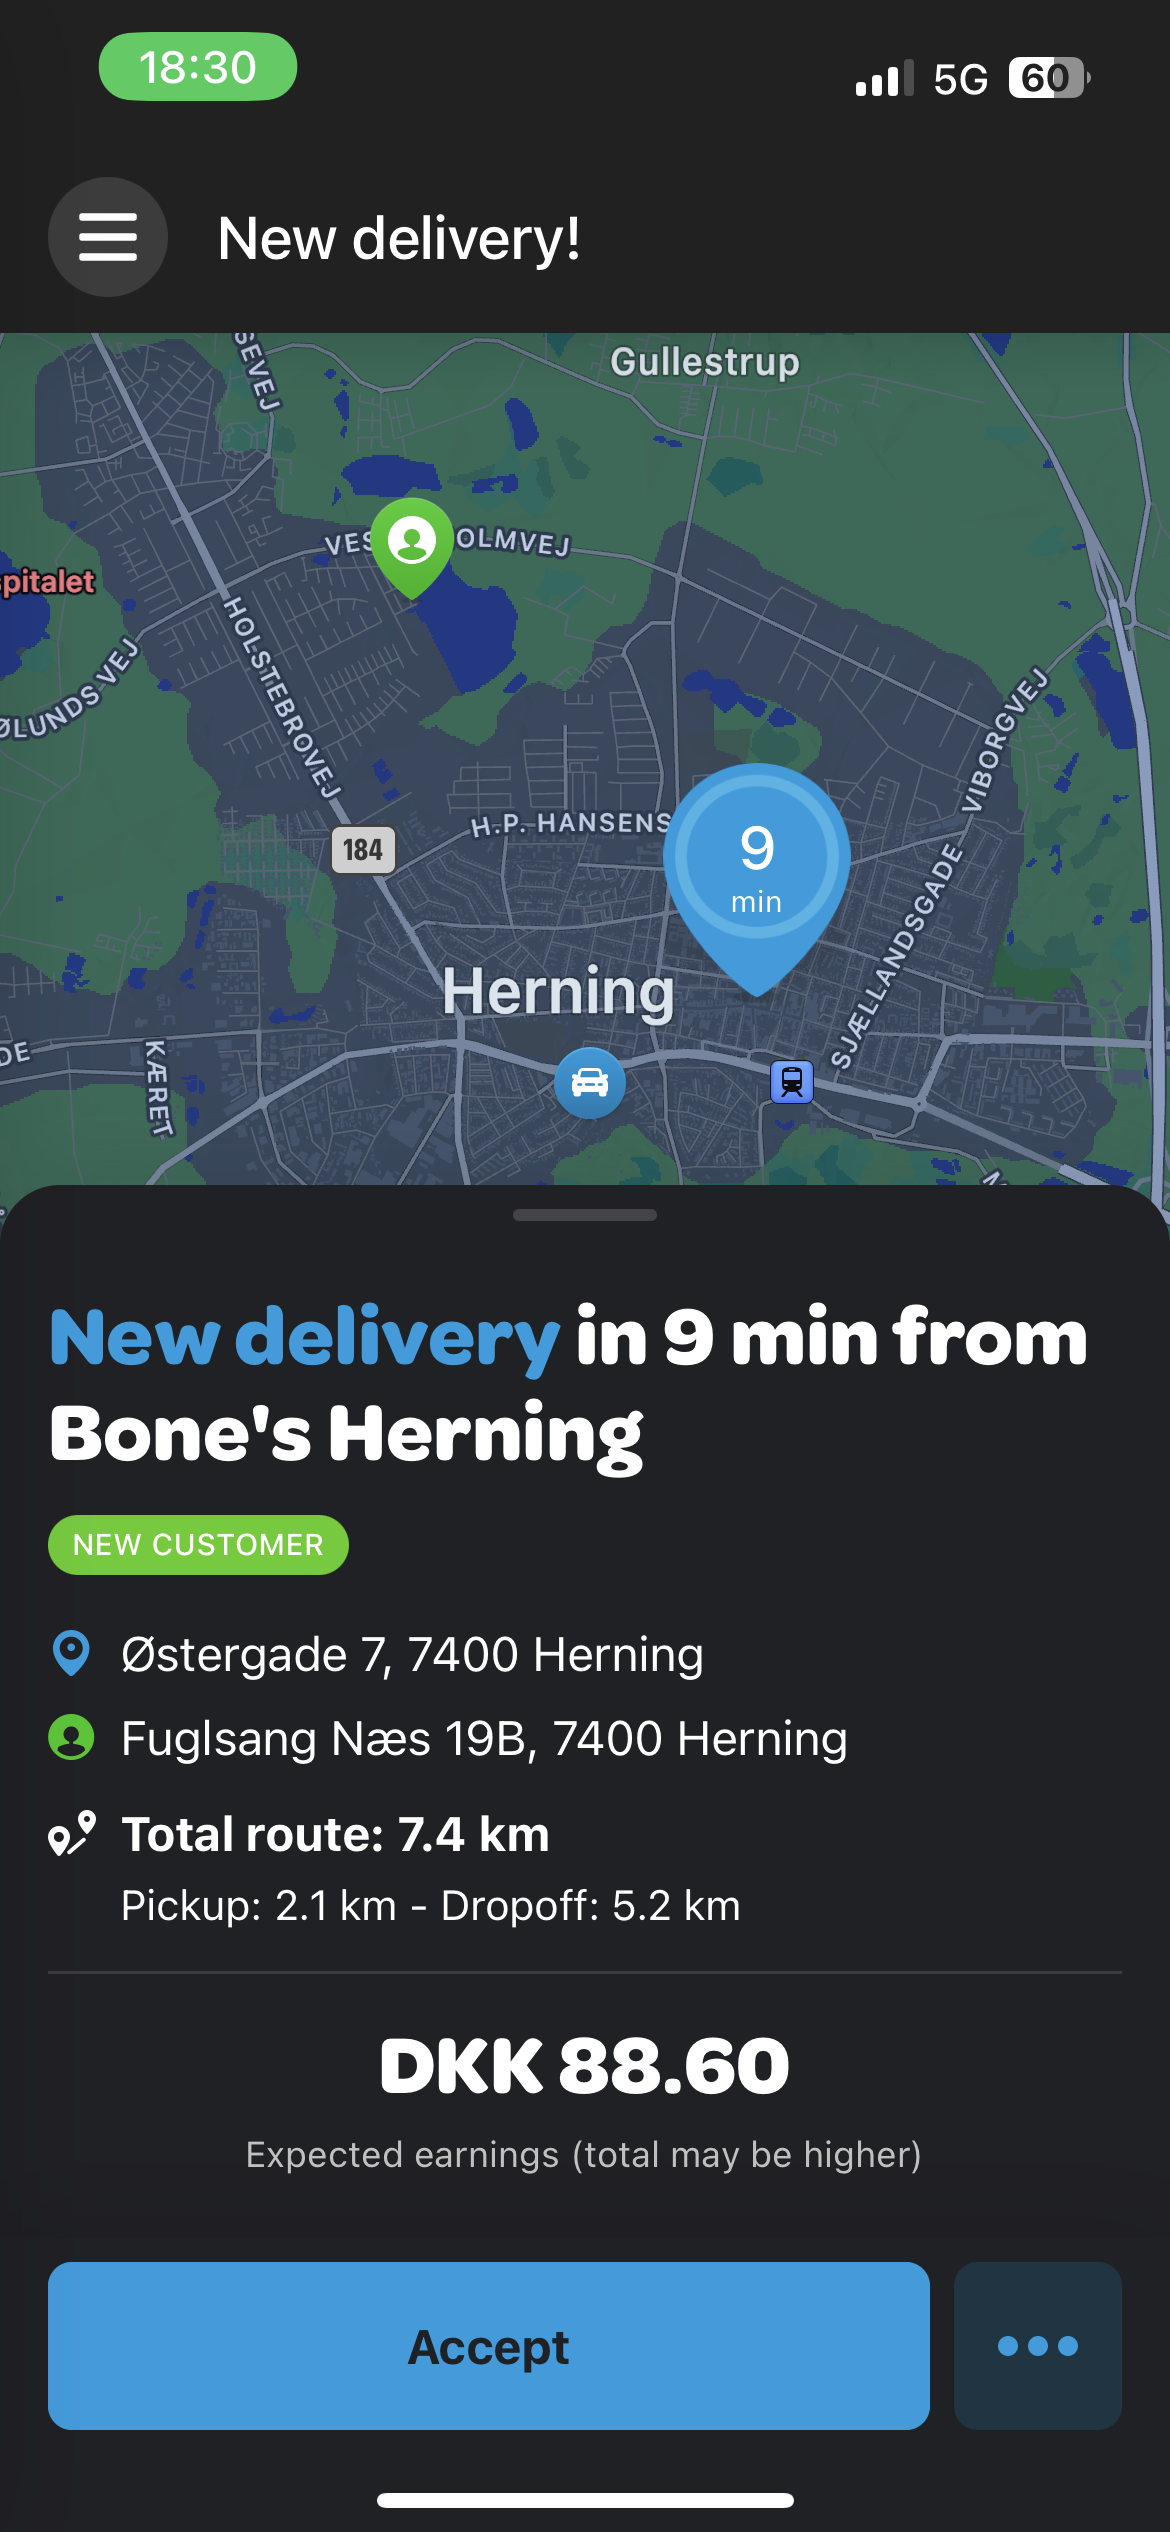 18:30
5G 60
New delivery!
SEVEJ
Gullestrup
VES OLMVEJ
spitalet
HOLSTEBROVEJ
ØLUNDS VEJ
VIBORGVEJ
H.P. HANSENS
184
9
min
SJÆLLANDSGADE
Herning
DE
KÆRET
New delivery in 9 min from
Bone's Herning
NEW CUSTOMER
Østergade 7, 7400 Herning
Fuglsang Næs 19B, 7400 Herning
Total route: 7.4 km
Pickup: 2.1 km - Dropoff: 5.2 km
DKK 88.60
Expected earnings (total may be higher)
Accept